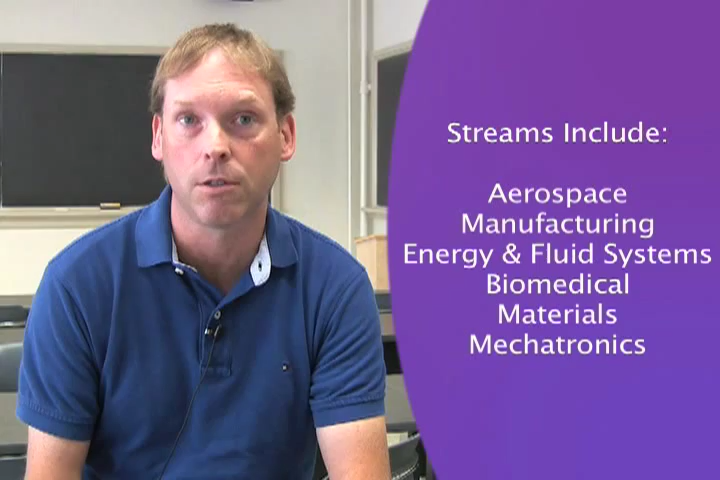 Streams Include:
Aerospace
Manufacturing
Energy & Fluid Systems
Biomedical
Materials
Mechatronics